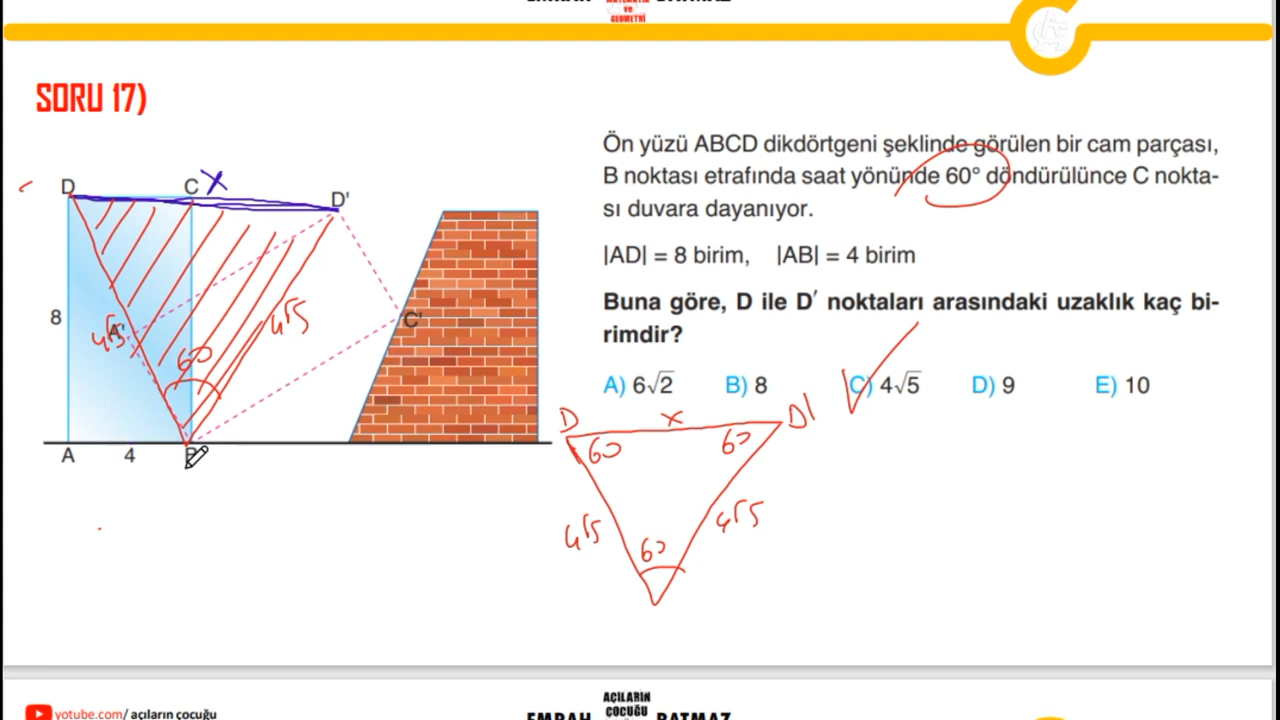 MATEMATİK
ve
GEOMETRİ
SORU 17)
Ön yüzü ABCD dikdörtgeni şeklinde görülen bir cam parçası,
B noktası etrafında saat yönünde 60° döndürülünce C nokta-
sı duvara dayanıyor.
|AD| = 8 birim, |AB| = 4 birim
Buna göre, D ile D′ noktaları arasındaki uzaklık kaç bi-
rimdir?
A) 6√2 B) 8 C) 4√5 D) 9 E) 10
D C X D'
8 4√5 A' 60 4√5 C'
A 4 B
D x D'
60 60
4√5 4√5
60
yotube.com/ açıların çocuğu
AÇILARIN
ÇOCUĞU
EMRAH BATMAZ